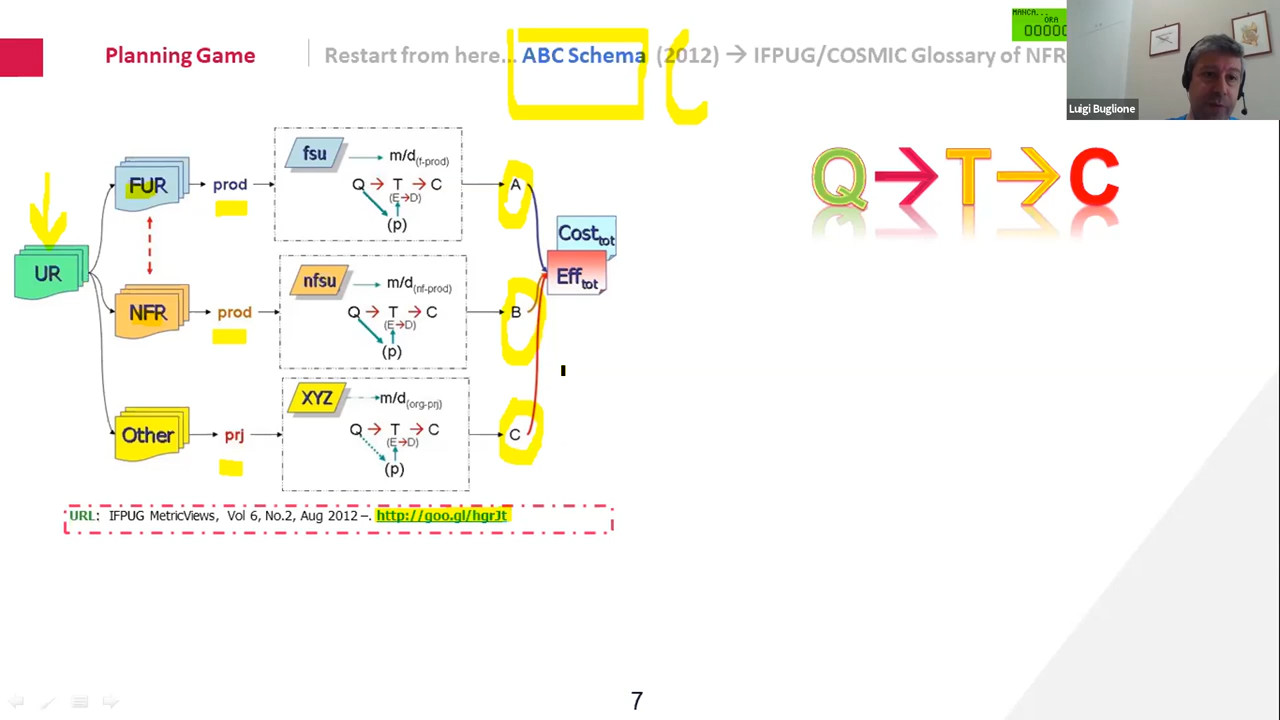 Planning Game
Restart from here... ABC Schema (2012) → IFPUG/COSMIC Glossary of NFR
MANCA...
ORA
Luigi Buglione
Q → T → C
UR
FUR
prod
fsu
m/d(f-prod)
Q → T → C
(E→D)
(p)
A
Cost tot
Eff tot
NFR
prod
nfsu
m/d(nf-prod)
Q → T → C
(E→D)
(p)
B
Other
prj
XYZ
m/d(org-prj)
Q → T → C
(E→D)
(p)
C
URL: IFPUG MetricViews, Vol 6, No.2, Aug 2012 –. http://goo.gl/hgrJt
7